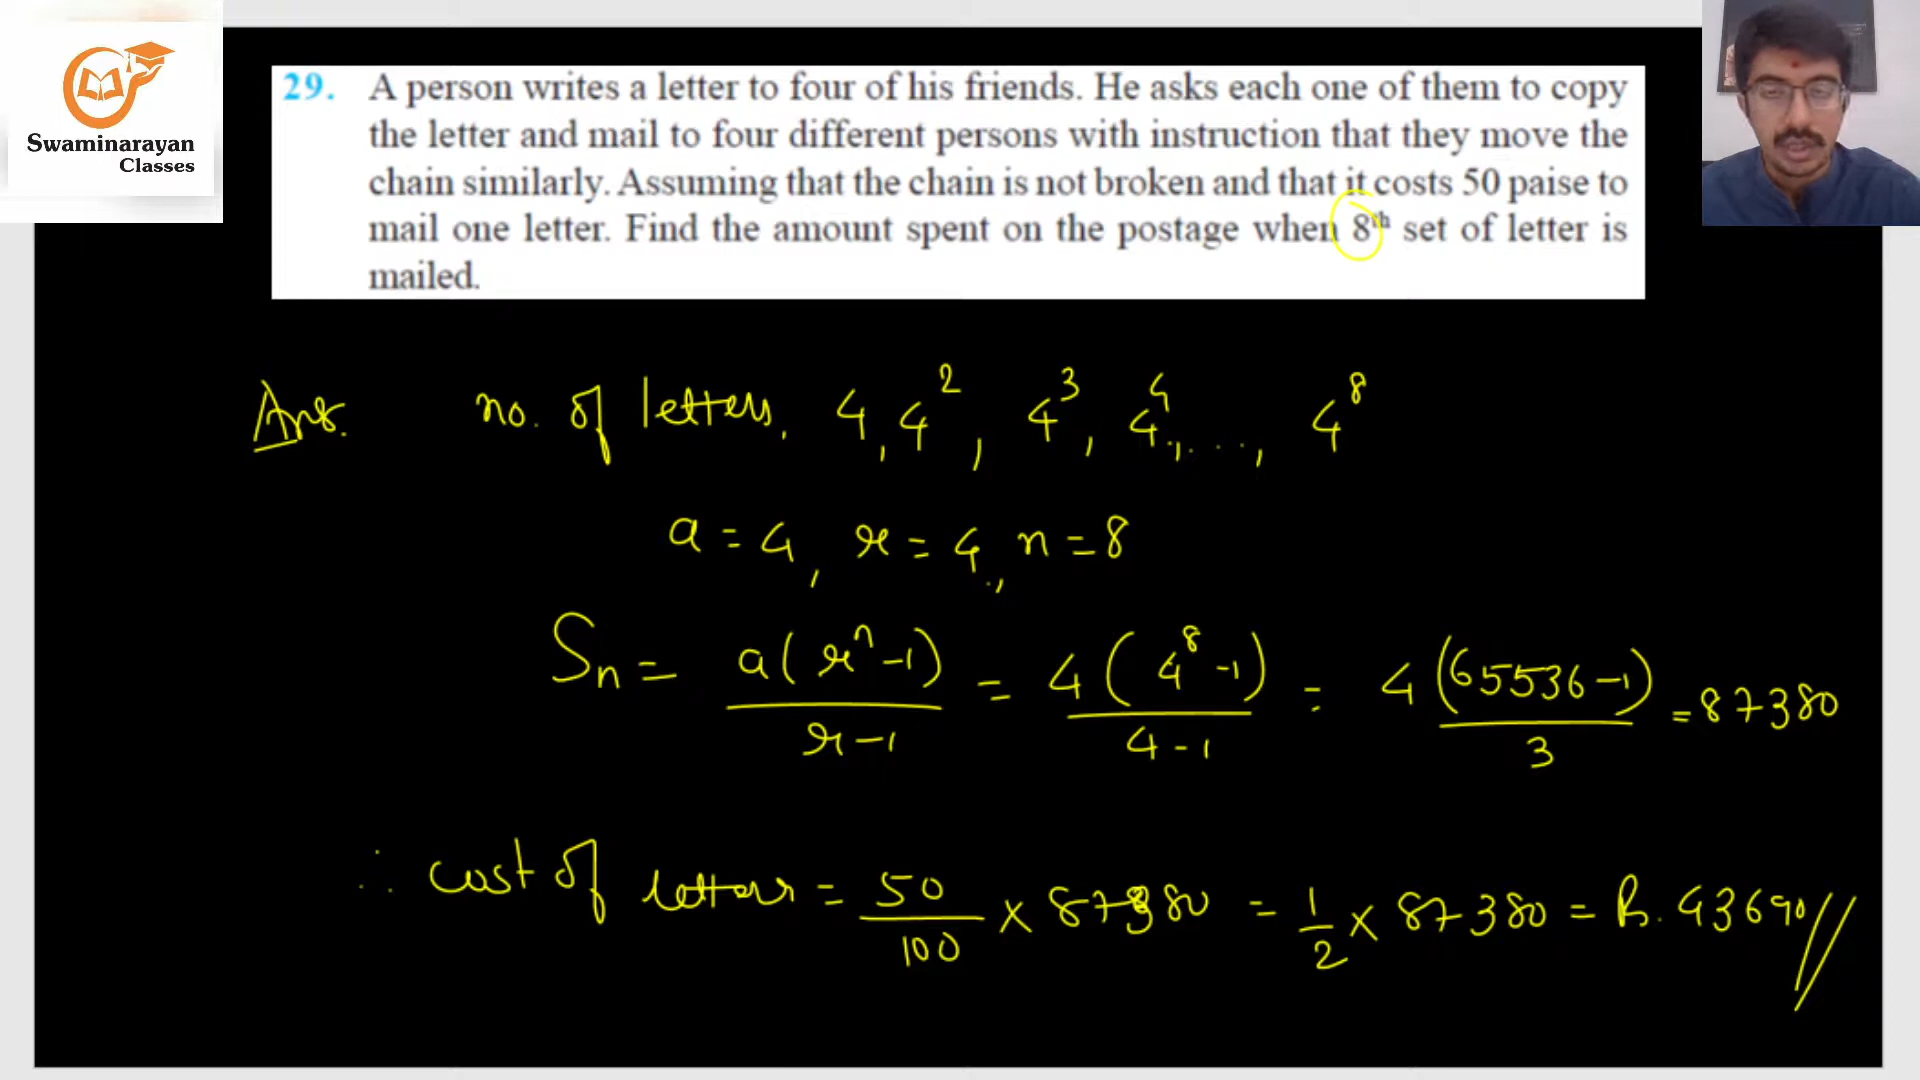 Swaminarayan
Classes
29. A person writes a letter to four of his friends. He asks each one of them to copy
the letter and mail to four different persons with instruction that they move the
chain similarly. Assuming that the chain is not broken and that it costs 50 paise to
mail one letter. Find the amount spent on the postage when 8th set of letter is
mailed.
Ans. no. of letters, 4, 4², 4³, 4⁴, ..., 4⁸
a = 4, r = 4, n = 8
Sn = a(rⁿ-1)/r-1 = 4(4⁸-1)/4-1 = 4(65536-1)/3 = 87380
∴ cost of letters = 50/100 × 87380 = 1/2 × 87380 = Rs. 43690//